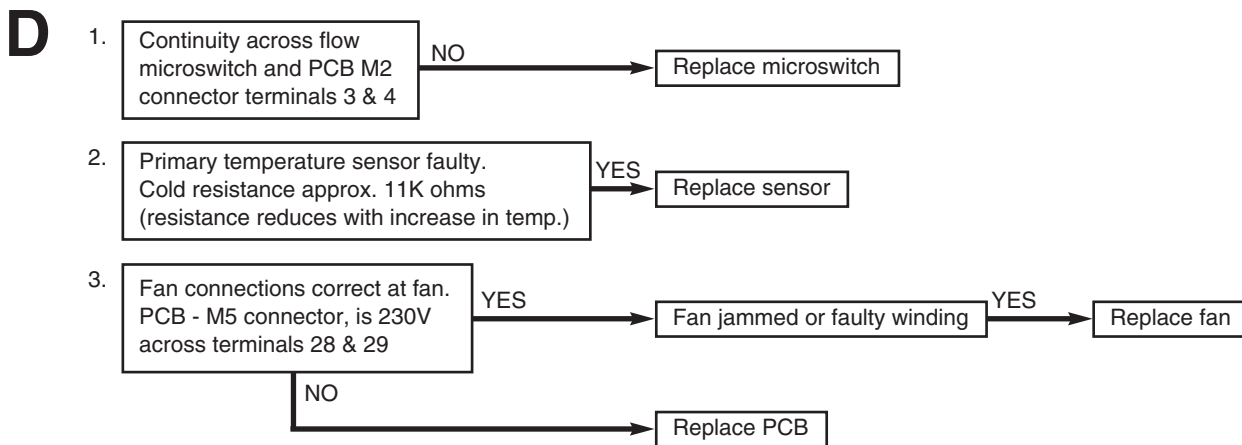 D
1.
Continuity across flow
microswitch and PCB M2
connector terminals 3 & 4
NO
Replace microswitch
2.
Primary temperature sensor faulty.
Cold resistance approx. 11K ohms
(resistance reduces with increase in temp.)
YES
Replace sensor
3.
Fan connections correct at fan.
PCB - M5 connector, is 230V
across terminals 28 & 29
YES
Fan jammed or faulty winding
YES
Replace fan
NO
Replace PCB